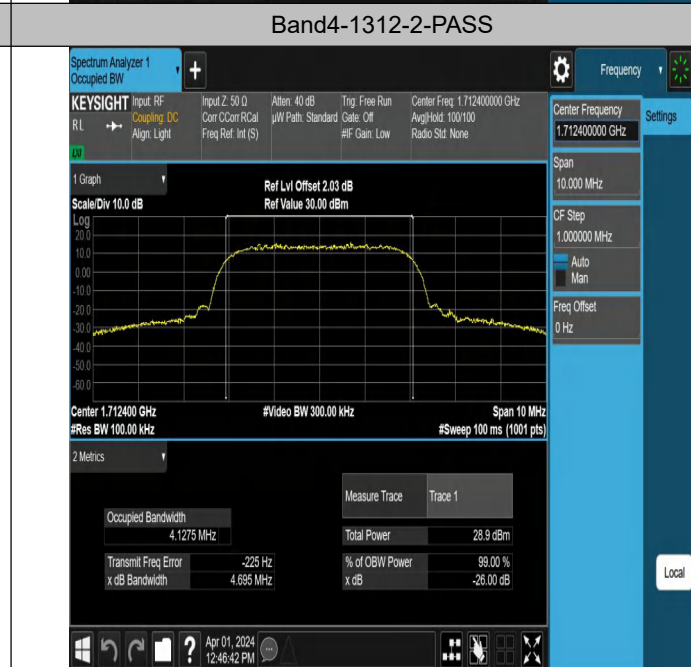 Band4-1312-2-PASS
Spectrum Analyzer 1
Occupied BW
+
Frequency
KEYSIGHT
RL
LXI
Input: RF
Coupling: DC
Align: Light
Input Z: 50 Ω
Corr CCorr RCal
Freq Ref: Int (S)
Atten: 40 dB
µW Path: Standard
Trig: Free Run
Gate: Off
#IF Gain: Low
Center Freq: 1.712400000 GHz
Avg|Hold: 100/100
Radio Std: None
Center Frequency
1.712400000 GHz
Settings
Span
10.000 MHz
CF Step
1.000000 MHz
Auto
Man
Freq Offset
0 Hz
1 Graph
Scale/Div 10.0 dB
Ref Lvl Offset 2.03 dB
Ref Value 30.00 dBm
Log
20.0
10.0
0.00
-10.0
-20.0
-30.0
-40.0
-50.0
-60.0
Center 1.712400 GHz
#Res BW 100.00 kHz
#Video BW 300.00 kHz
Span 10 MHz
#Sweep 100 ms (1001 pts)
2 Metrics
Measure Trace Trace 1
Occupied Bandwidth
4.1275 MHz
Total Power 28.9 dBm
Transmit Freq Error -225 Hz
% of OBW Power 99.00 %
x dB Bandwidth 4.695 MHz
x dB -26.00 dB
Local
?
Apr 01, 2024
12:46:42 PM